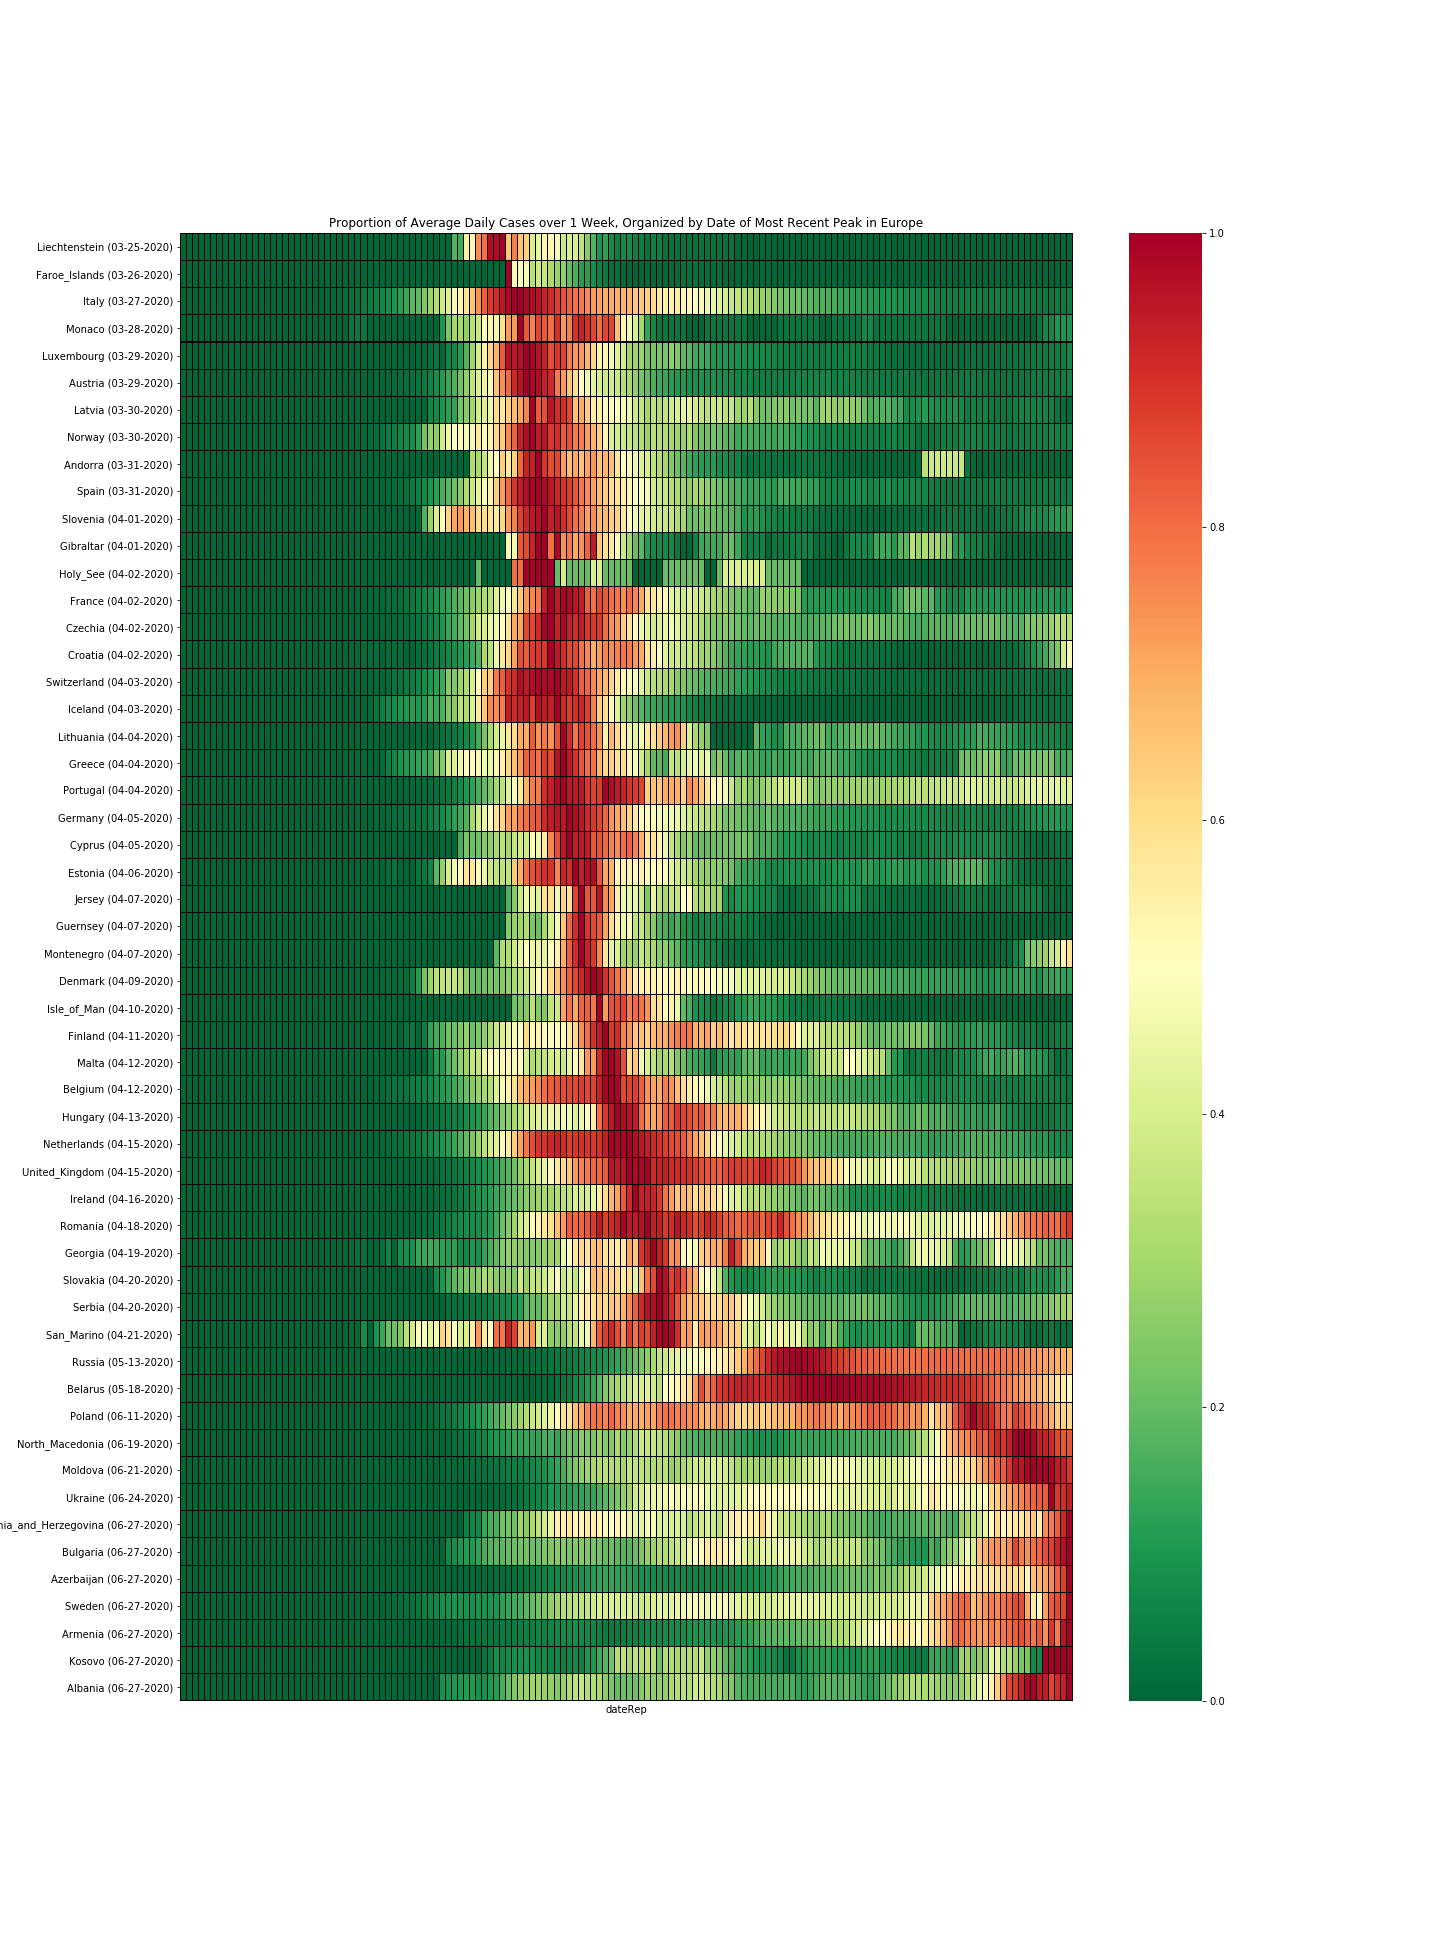 Proportion of Average Daily Cases over 1 Week, Organized by Date of Most Recent Peak in Europe
Liechtenstein (03-25-2020)
Faroe_Islands (03-26-2020)
Italy (03-27-2020)
Monaco (03-28-2020)
Luxembourg (03-29-2020)
Austria (03-29-2020)
Latvia (03-30-2020)
Norway (03-30-2020)
Andorra (03-31-2020)
Spain (03-31-2020)
Slovenia (04-01-2020)
Gibraltar (04-01-2020)
Holy_See (04-02-2020)
France (04-02-2020)
Czechia (04-02-2020)
Croatia (04-02-2020)
Switzerland (04-03-2020)
Iceland (04-03-2020)
Lithuania (04-04-2020)
Greece (04-04-2020)
Portugal (04-04-2020)
Germany (04-05-2020)
Cyprus (04-05-2020)
Estonia (04-06-2020)
Jersey (04-07-2020)
Guernsey (04-07-2020)
Montenegro (04-07-2020)
Denmark (04-09-2020)
Isle_of_Man (04-10-2020)
Finland (04-11-2020)
Malta (04-12-2020)
Belgium (04-12-2020)
Hungary (04-13-2020)
Netherlands (04-15-2020)
United_Kingdom (04-15-2020)
Ireland (04-16-2020)
Romania (04-18-2020)
Georgia (04-19-2020)
Slovakia (04-20-2020)
Serbia (04-20-2020)
San_Marino (04-21-2020)
Russia (05-13-2020)
Belarus (05-18-2020)
Poland (06-11-2020)
North_Macedonia (06-19-2020)
Moldova (06-21-2020)
Ukraine (06-24-2020)
nia_and_Herzegovina (06-27-2020)
Bulgaria (06-27-2020)
Azerbaijan (06-27-2020)
Sweden (06-27-2020)
Armenia (06-27-2020)
Kosovo (06-27-2020)
Albania (06-27-2020)
dateRep
1.0
0.8
0.6
0.4
0.2
0.0